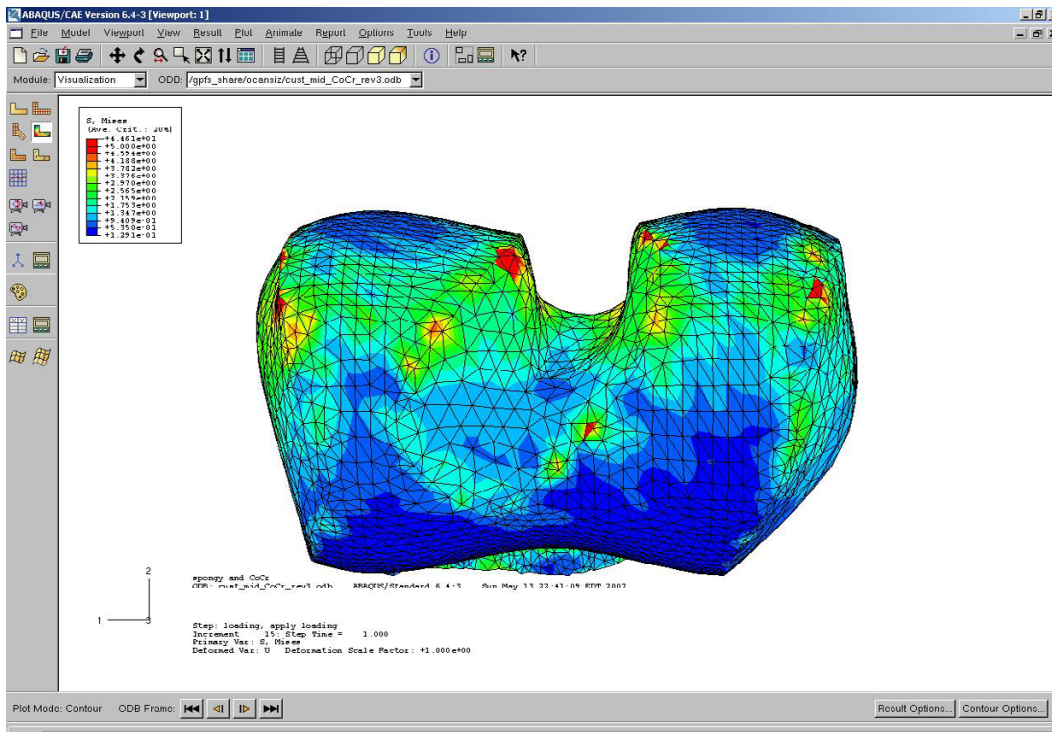 ABAQUS/CAE Version 6.4-3 [Viewport: 1]
File Model Viewport View Result Plot Animate Report Options Tools Help
Module: Visualization ODB: /gpfs_share/ocansiz/cust_mid_CoCr_rev3.odb
S, Mises
(Ave. Crit.: 20%)
+4.461e+01
+5.000e+00
+4.594e+00
+4.188e+00
+3.782e+00
+3.376e+00
+2.970e+00
+2.565e+00
+2.159e+00
+1.753e+00
+1.347e+00
+9.409e-01
+5.350e-01
+1.291e-01
2
1
3
spongy and CoCr
ODB: cust_mid_CoCr_rev3.odb ABAQUS/Standard 6.4-3 Sun May 13 22:41:09 EDT 2007
Step: loading, apply loading
Increment 15: Step Time = 1.000
Primary Var: S, Mises
Deformed Var: U Deformation Scale Factor: +1.000e+00
Plot Mode: Contour ODB Frame: Result Options... Contour Options...